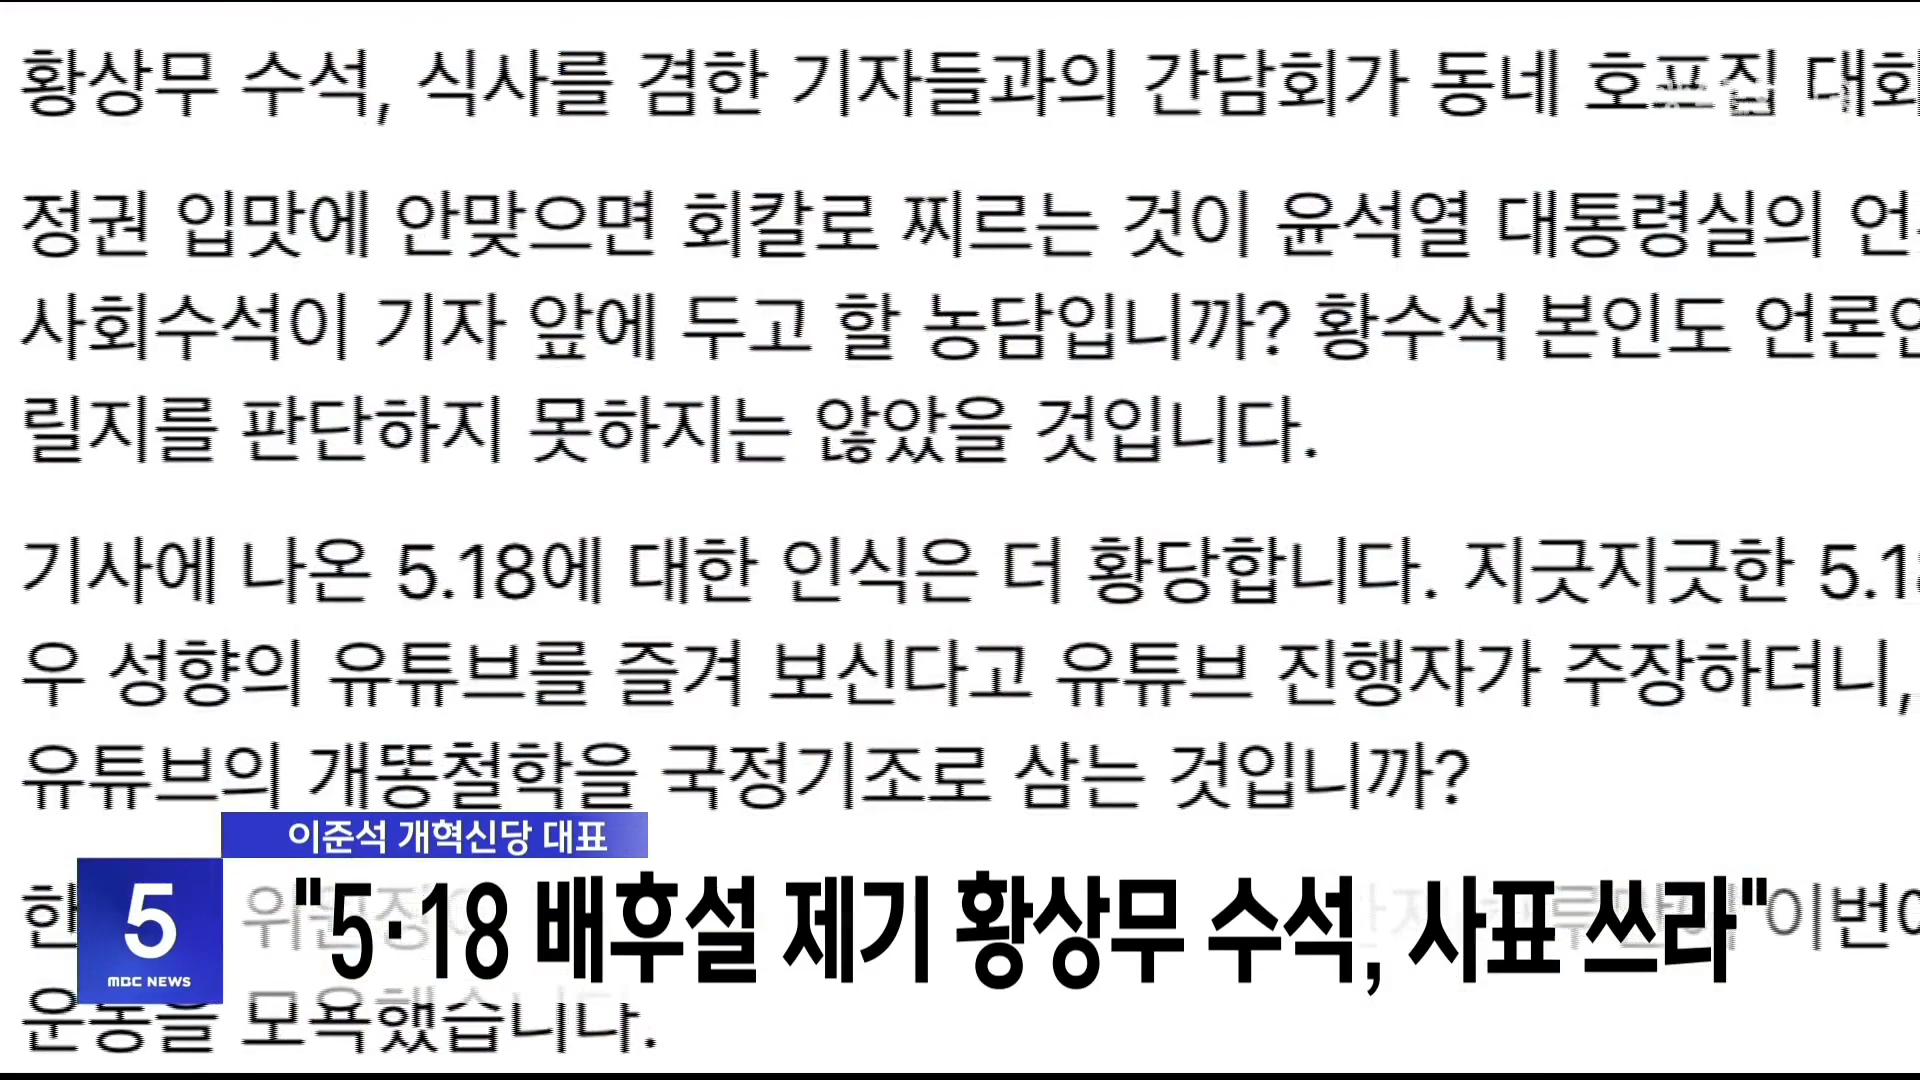 황상무 수석, 식사를 겸한 기자들과의 간담회가 동네 호프집 대화
정권 입맛에 안맞으면 회칼로 찌르는 것이 윤석열 대통령실의 언
사회수석이 기자 앞에 두고 할 농담입니까? 황수석 본인도 언론인
릴지를 판단하지 못하지는 않았을 것입니다.
기사에 나온 5.18에 대한 인식은 더 황당합니다. 지긋지긋한 5.18
우 성향의 유튜브를 즐겨 보신다고 유튜브 진행자가 주장하더니,
유튜브의 개똥철학을 국정기조로 삼는 것입니까?
이준석 개혁신당 대표
5
MBC NEWS
"5·18 배후설 제기 황상무 수석, 사표 쓰라"
한 이번에
운동을 모욕했습니다.